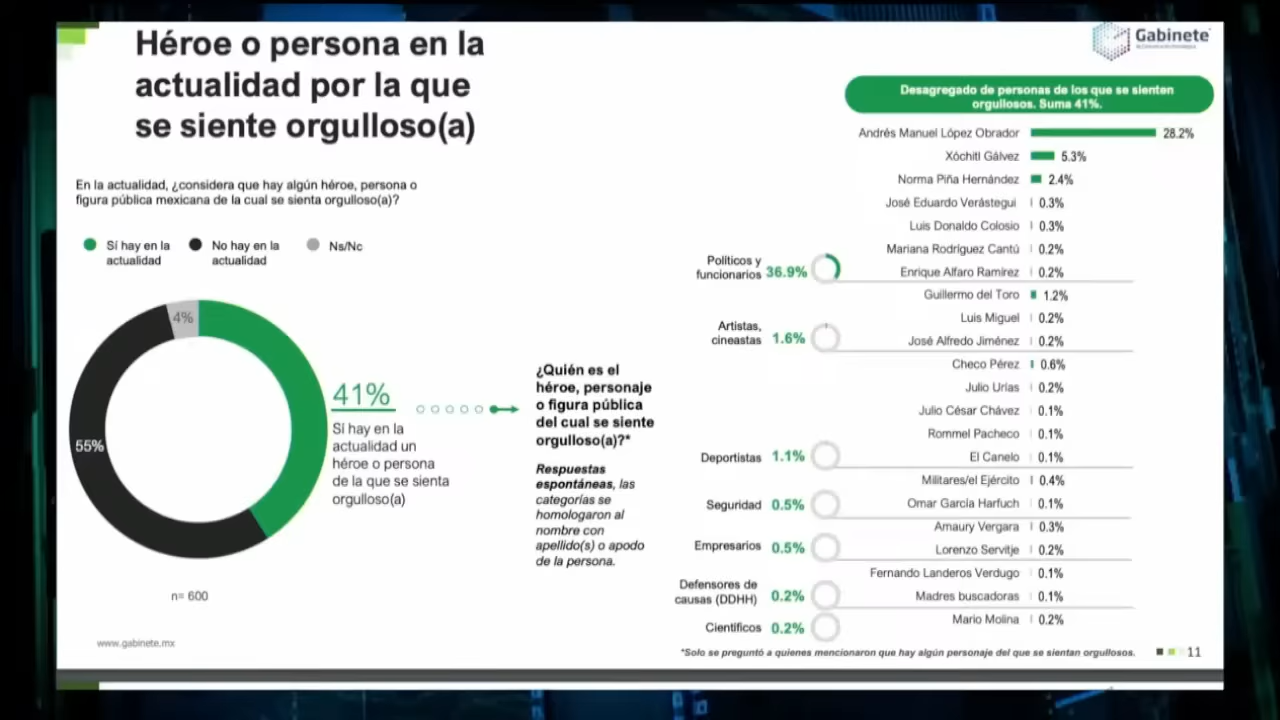 Héroe o persona en la
actualidad por la que
se siente orgulloso(a)
Gabinete
En la actualidad, ¿considera que hay algún héroe, persona o
figura pública mexicana de la cual se sienta orgulloso(a)?
Sí hay en la
actualidad
No hay en la
actualidad
Ns/Nc
4%
55%
41%
Sí hay en la
actualidad un
héroe o persona
de la que se sienta
orgulloso(a)
n= 600
www.gabinete.mx
¿Quién es el
héroe, personaje
o figura pública
del cual se siente
orgulloso(a)?*
Respuestas
espontáneas, las
categorías se
homologaron al
nombre con
apellido(s) o apodo
de la persona.
Desagregado de personas de los que se sienten
orgullosos. Suma 41%.
Políticos y
funcionarios 36.9%
Andrés Manuel López Obrador 28.2%
Xóchitl Gálvez 5.3%
Norma Piña Hernández 2.4%
José Eduardo Verástegui 0.3%
Luis Donaldo Colosio 0.3%
Mariana Rodríguez Cantú 0.2%
Enrique Alfaro Ramírez 0.2%
Artistas,
cineastas 1.6%
Guillermo del Toro 1.2%
Luis Miguel 0.2%
José Alfredo Jiménez 0.2%
Deportistas 1.1%
Checo Pérez 0.6%
Julio Urías 0.2%
Julio César Chávez 0.1%
Rommel Pacheco 0.1%
El Canelo 0.1%
Seguridad 0.5%
Militares/el Ejército 0.4%
Omar García Harfuch 0.1%
Empresarios 0.5%
Amaury Vergara 0.3%
Lorenzo Servitje 0.2%
Defensores de
causas (DDHH) 0.2%
Fernando Landeros Verdugo 0.1%
Madres buscadoras 0.1%
Científicos 0.2%
Mario Molina 0.2%
*Solo se preguntó a quienes mencionaron que hay algún personaje del que se sientan orgullosos.
11